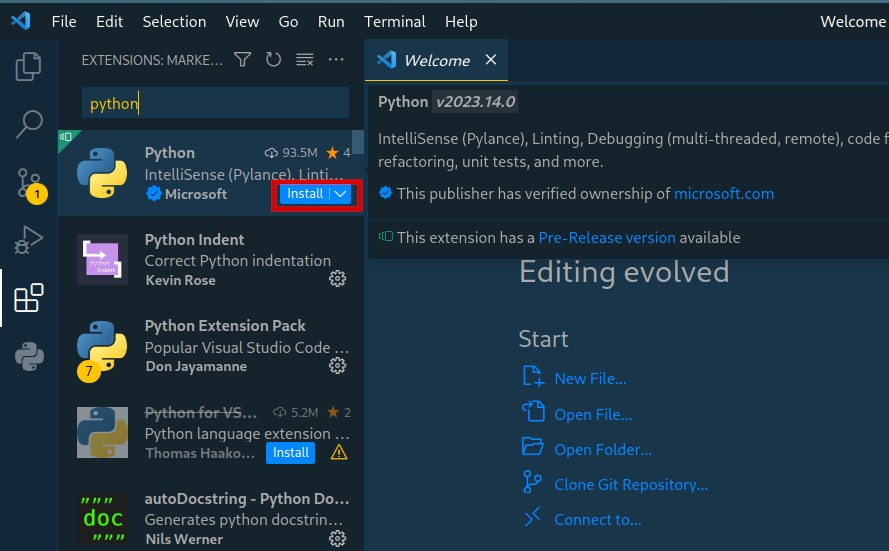 File Edit Selection View Go Run Terminal Help Welcome
EXTENSIONS: MARKE...
Welcome
python
Python 93.5M 4
IntelliSense (Pylance), Linti...
Microsoft Install
Python Indent
Correct Python indentation
Kevin Rose
Python Extension Pack
Popular Visual Studio Code ...
Don Jayamanne
7
Python for VS... 5.2M 2
Python language extension ...
Thomas Haako... Install
autoDocstring - Python Do...
Generates python docstrin...
Nils Werner
"""
doc
"""
1
Python v2023.14.0
IntelliSense (Pylance), Linting, Debugging (multi-threaded, remote), code f
refactoring, unit tests, and more.
This publisher has verified ownership of microsoft.com
This extension has a Pre-Release version available
Editing evolved
Start
New File...
Open File...
Open Folder...
Clone Git Repository...
Connect to...